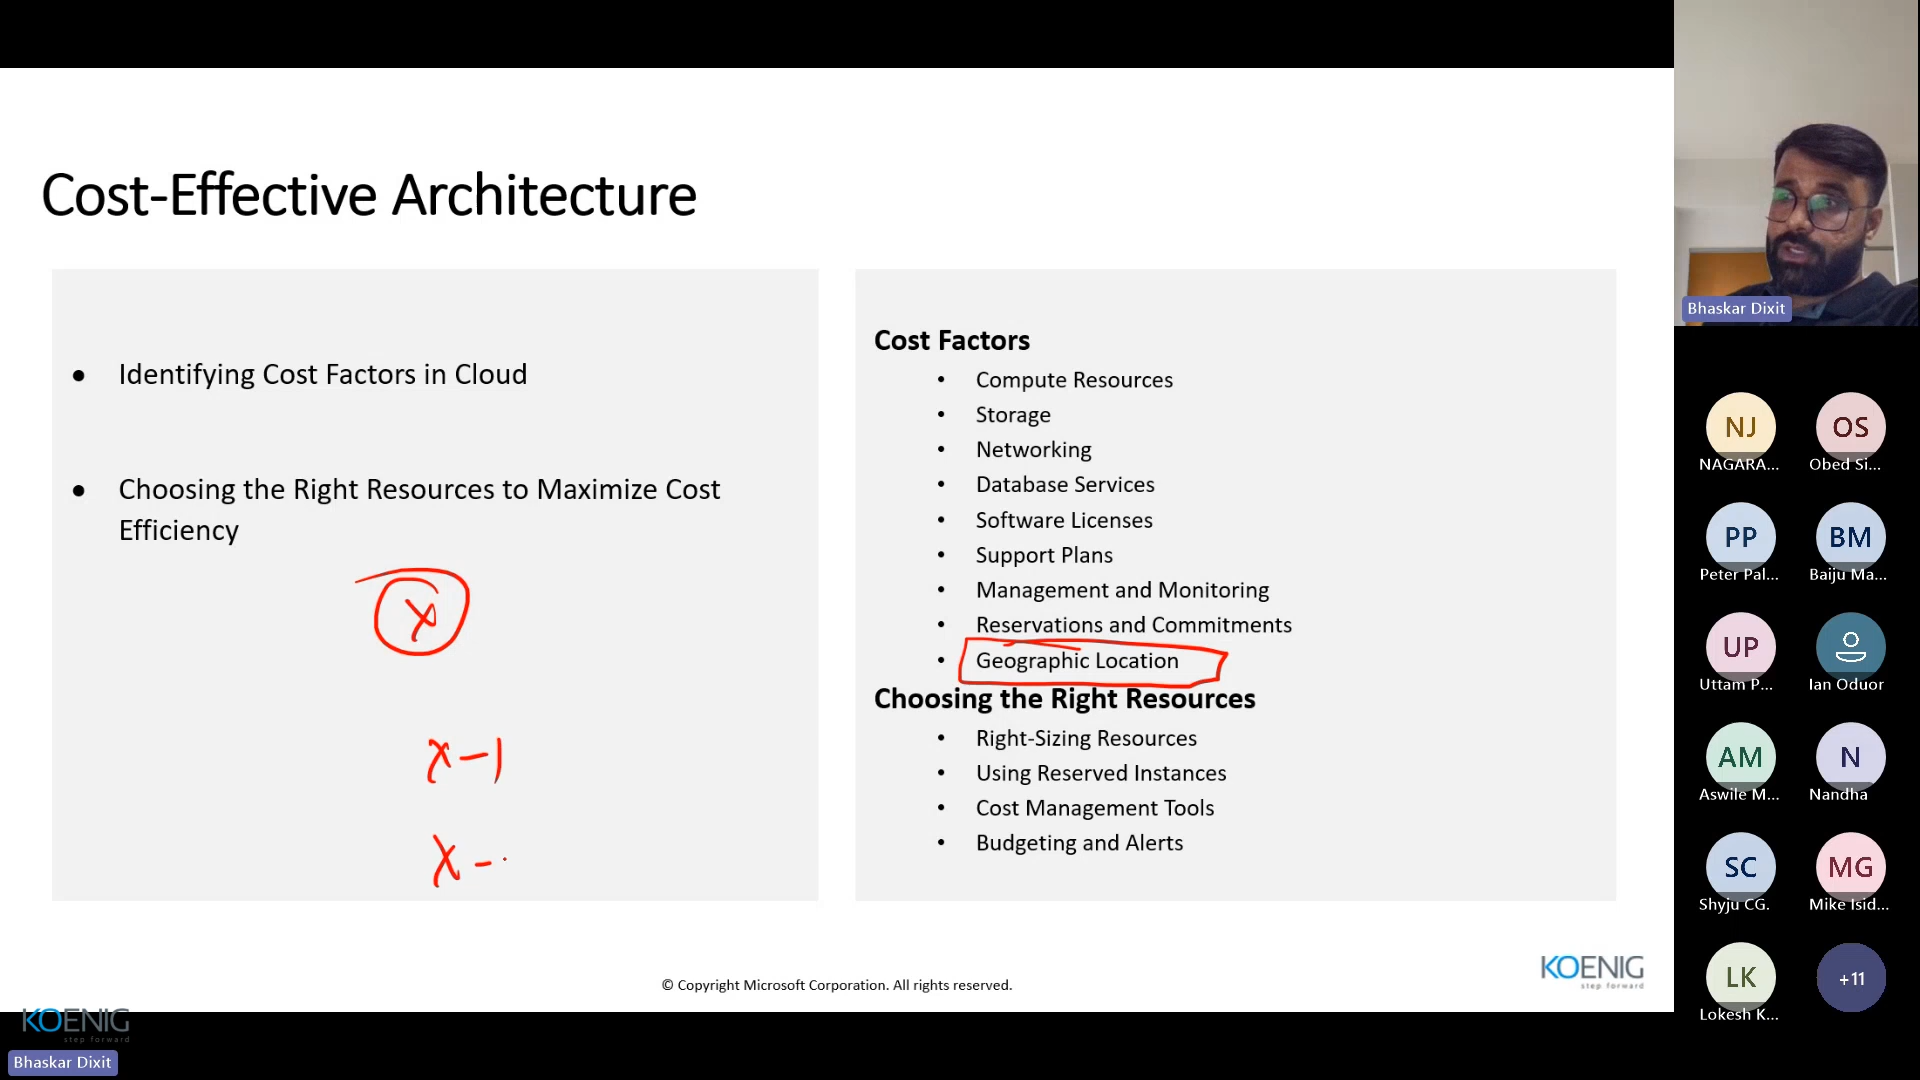 Cost-Effective Architecture
• Identifying Cost Factors in Cloud
• Choosing the Right Resources to Maximize Cost
Efficiency
x
x-1
x-
Cost Factors
• Compute Resources
• Storage
• Networking
• Database Services
• Software Licenses
• Support Plans
• Management and Monitoring
• Reservations and Commitments
• Geographic Location
Choosing the Right Resources
• Right-Sizing Resources
• Using Reserved Instances
• Cost Management Tools
• Budgeting and Alerts
© Copyright Microsoft Corporation. All rights reserved.
KOENIG
step forward
KOENIG
step forward
Bhaskar Dixit
Bhaskar Dixit
NJ
NAGARA...
OS
Obed Si...
PP
Peter Pal...
BM
Baiju Ma...
UP
Uttam P...
Ian Oduor
AM
Aswile M...
N
Nandha
SC
Shyju CG.
MG
Mike Isid...
LK
Lokesh K...
+11